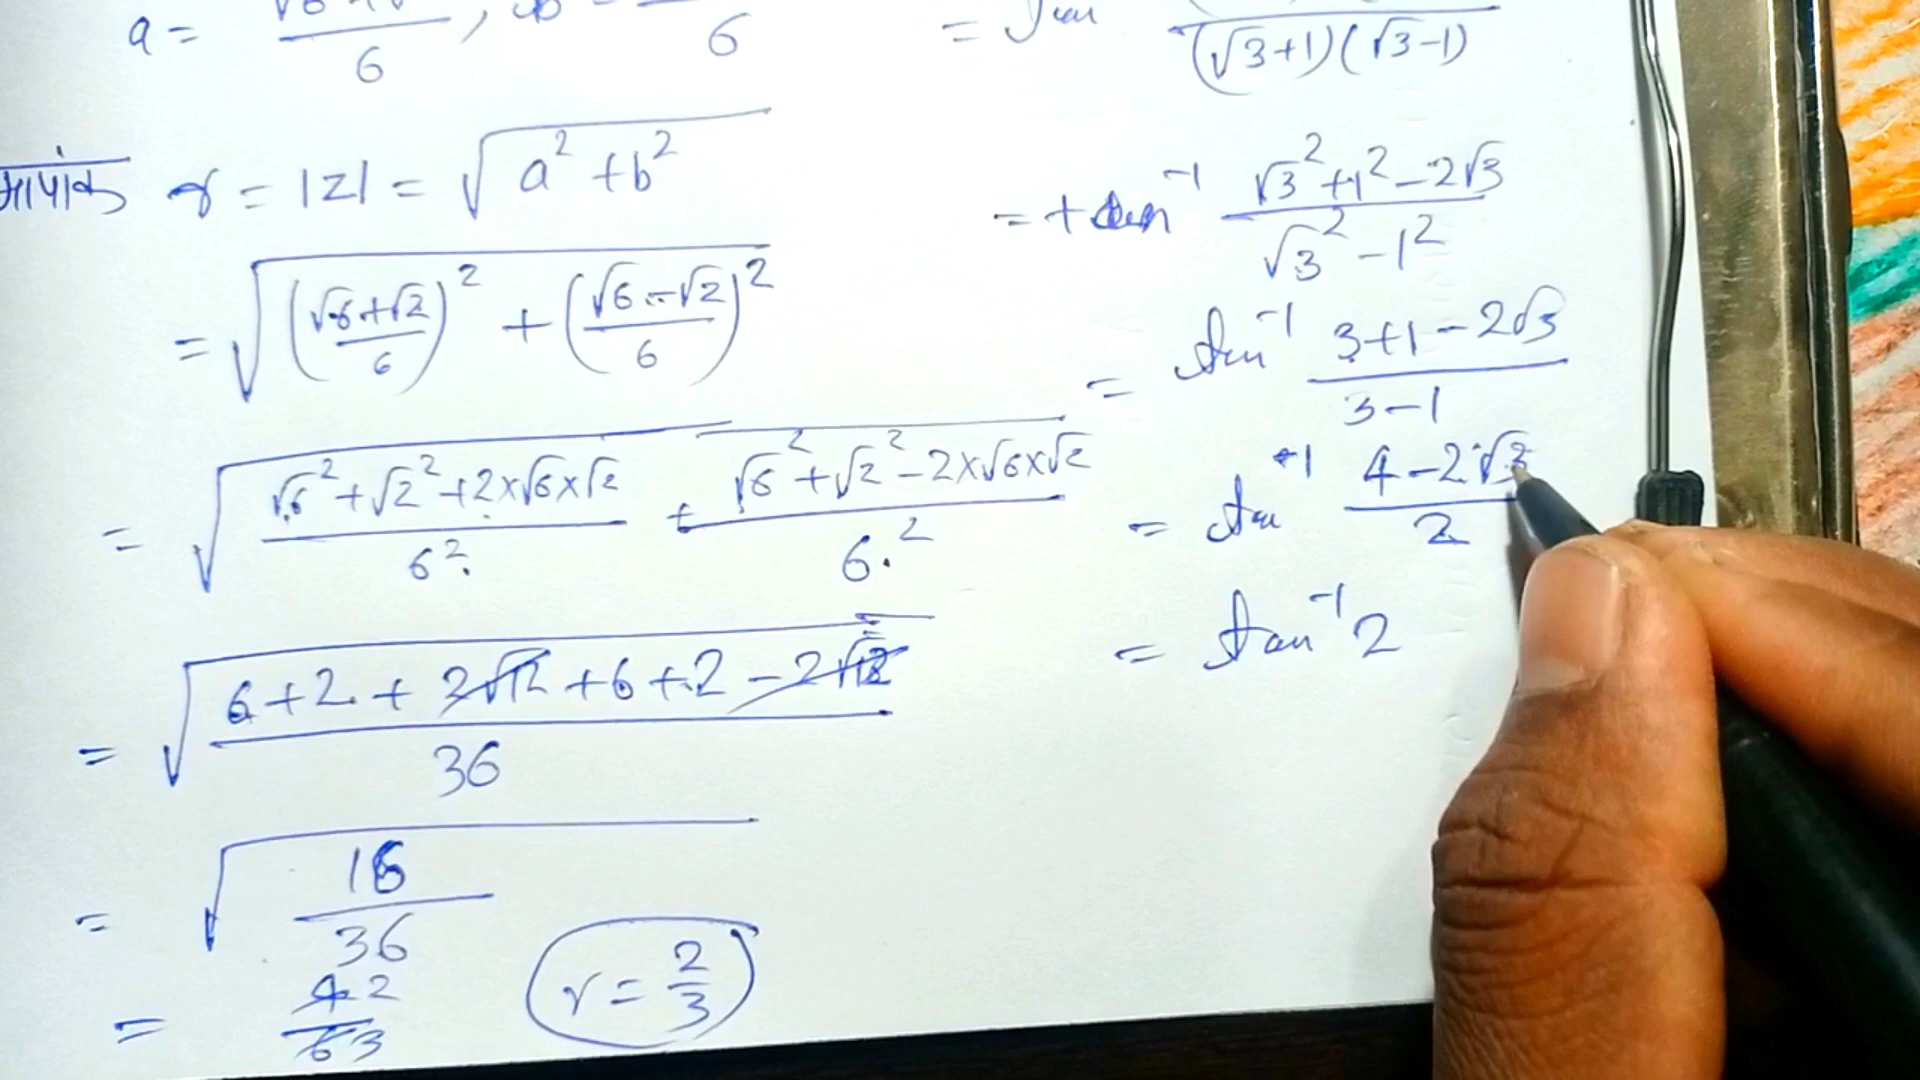 a = / 6 , b = / 6
मापांक r = |z| = √(a² + b²)
= √(((√6+√2)/6)² + ((√6-√2)/6)²)
= √((√6² + √2² + 2×√6×√2)/6² + (√6² + √2² - 2×√6×√2)/6²)
= √((6+2+2√12+6+2-2√12)/36)
= √(16/36)
= 4/6 2/3
r = 2/3
= tan / (√3+1)(√3-1)
= tan⁻¹ (√3²+1²-2√3)/(√3²-1²)
= tan⁻¹ (3+1-2√3)/(3-1)
= tan⁻¹ (4-2√3)/2
= tan⁻¹ 2